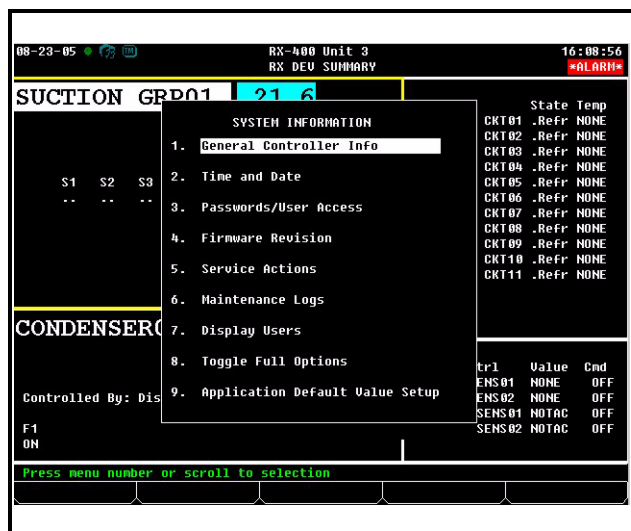 08-23-05 RX-400 Unit 3 16:08:56
RX DEV SUMMARY *ALARM*
SUCTION GRP01 21.6
State Temp
CKT01 .Refr NONE
CKT02 .Refr NONE
CKT03 .Refr NONE
CKT04 .Refr NONE
CKT05 .Refr NONE
CKT06 .Refr NONE
CKT07 .Refr NONE
CKT08 .Refr NONE
CKT09 .Refr NONE
CKT10 .Refr NONE
CKT11 .Refr NONE
S1 S2 S3
.. .. ..
SYSTEM INFORMATION
1. General Controller Info
2. Time and Date
3. Passwords/User Access
4. Firmware Revision
5. Service Actions
6. Maintenance Logs
7. Display Users
8. Toggle Full Options
9. Application Default Value Setup
CONDENSER
Controlled By: Dis
F1
ON
trl Value Cmd
ENS01 NONE OFF
ENS02 NONE OFF
SENS01 NOTAC OFF
SENS02 NOTAC OFF
Press menu number or scroll to selection